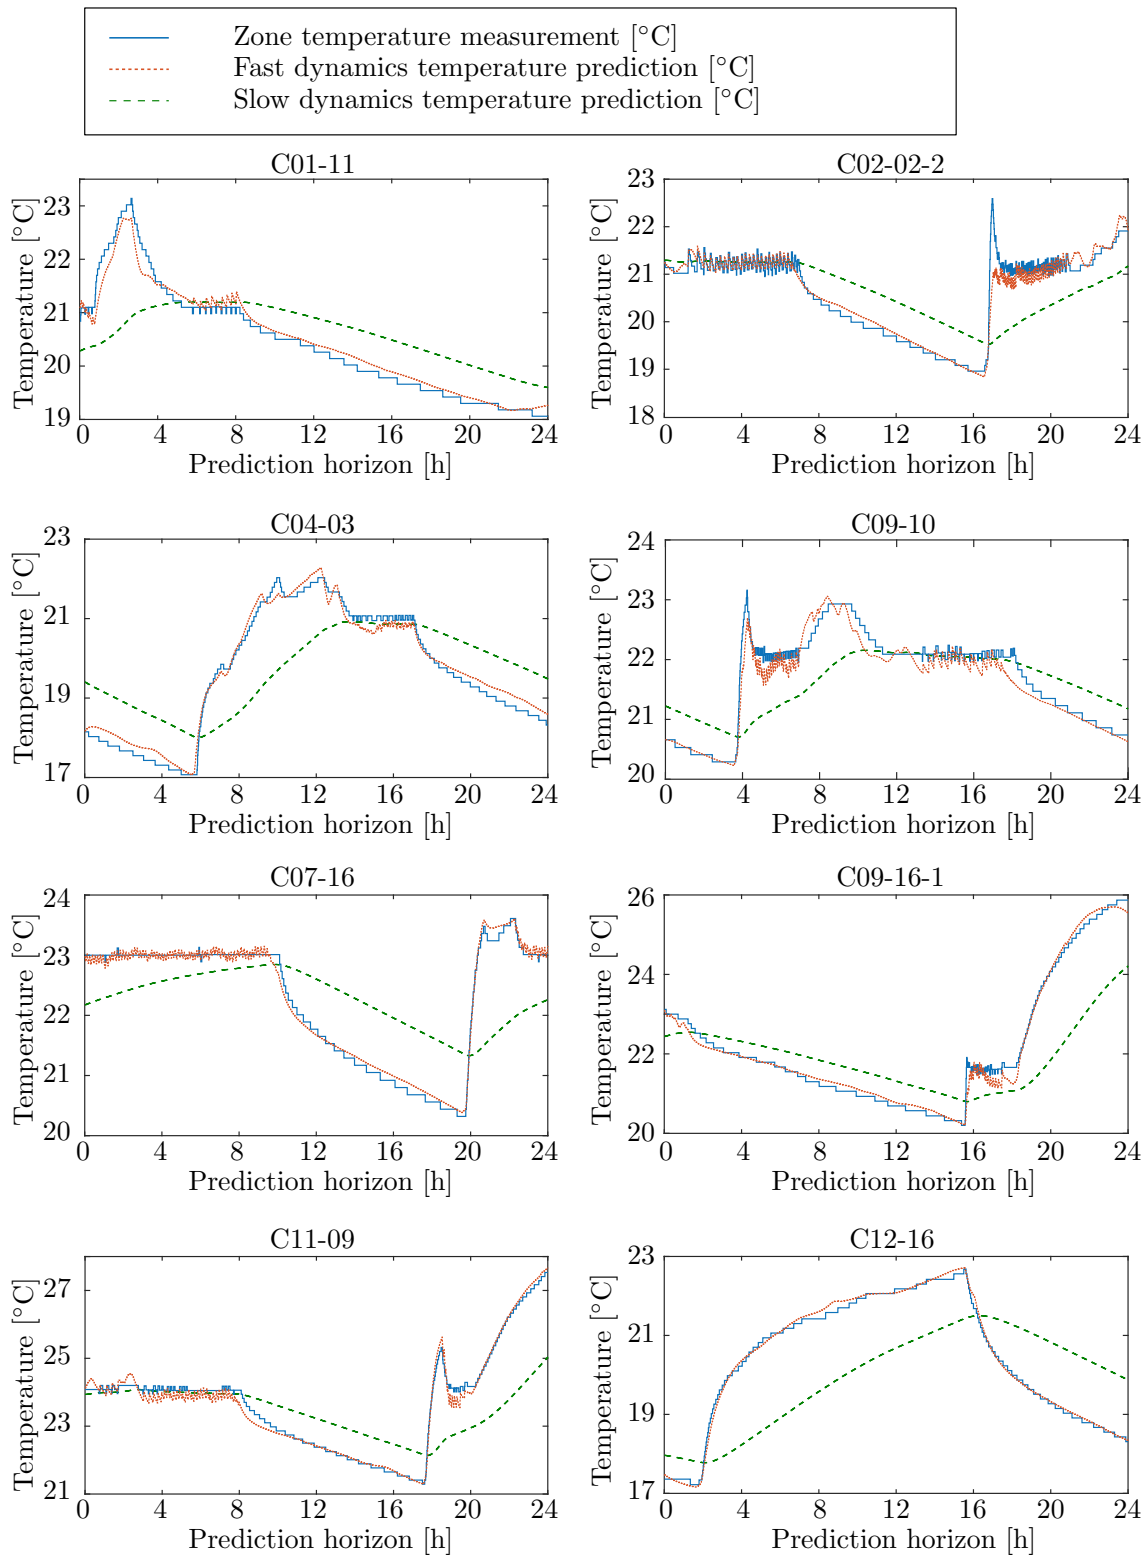 Zone temperature measurement [°C]
Fast dynamics temperature prediction [°C]
Slow dynamics temperature prediction [°C]
C01-11
Temperature [°C]
23
22
21
20
19
0 4 8 12 16 20 24
Prediction horizon [h]
C02-02-2
Temperature [°C]
23
22
21
20
19
18
0 4 8 12 16 20 24
Prediction horizon [h]
C04-03
Temperature [°C]
23
21
19
17
0 4 8 12 16 20 24
Prediction horizon [h]
C09-10
Temperature [°C]
24
23
22
21
20
0 4 8 12 16 20 24
Prediction horizon [h]
C07-16
Temperature [°C]
24
23
22
21
20
0 4 8 12 16 20 24
Prediction horizon [h]
C09-16-1
Temperature [°C]
26
24
22
20
0 4 8 12 16 20 24
Prediction horizon [h]
C11-09
Temperature [°C]
27
25
23
21
0 4 8 12 16 20 24
Prediction horizon [h]
C12-16
Temperature [°C]
23
21
19
17
0 4 8 12 16 20 24
Prediction horizon [h]